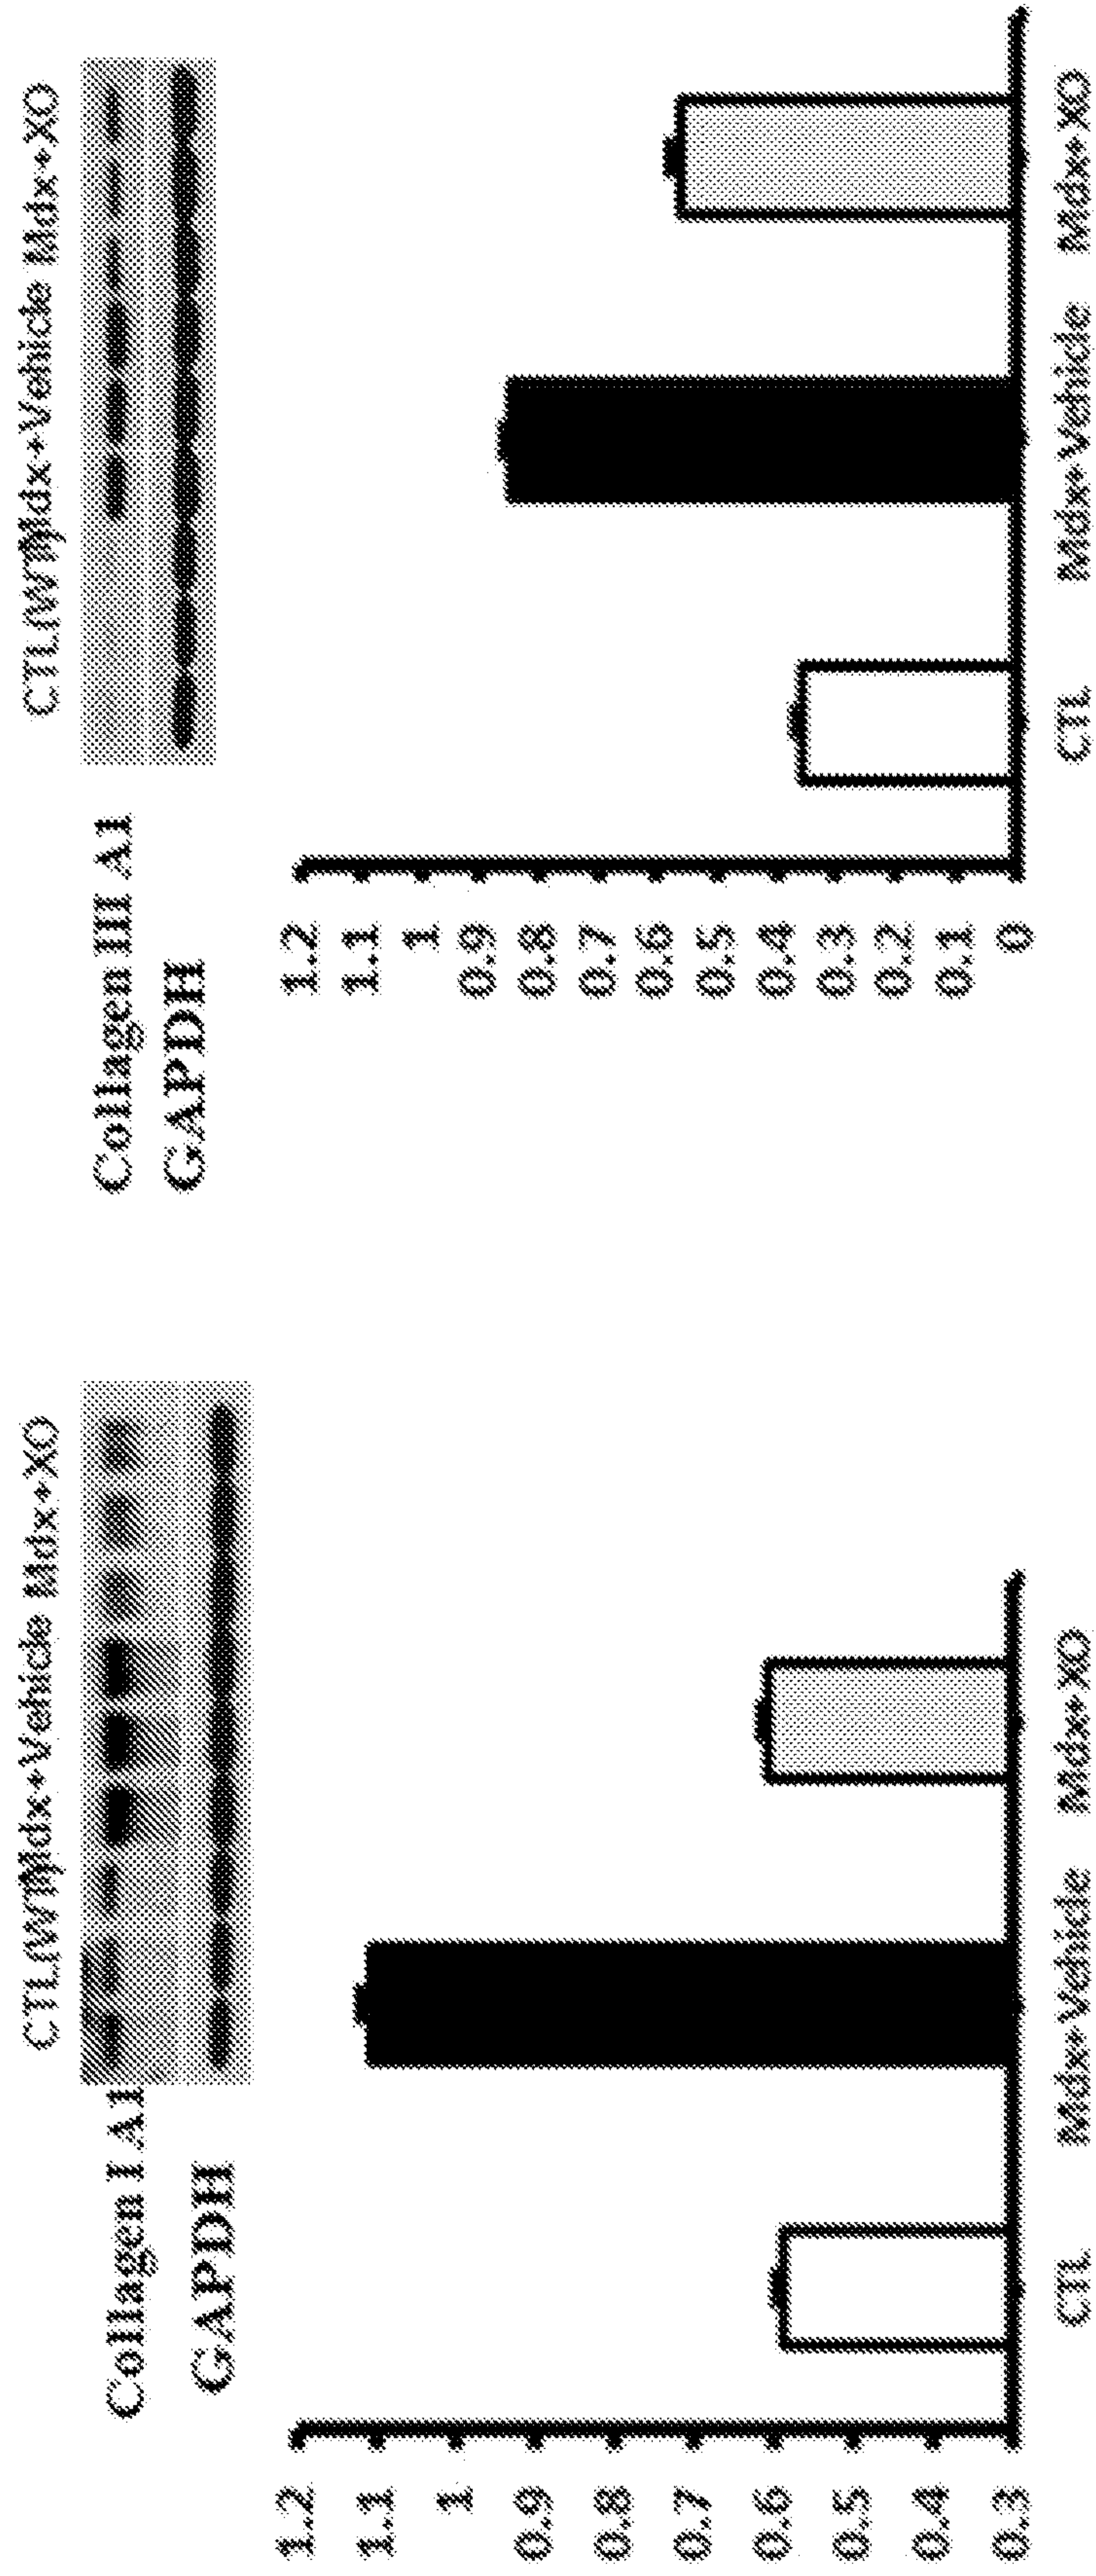 CTL(WT)Mdx+Vehicle Mdx+XO
Collagen I A1
GAPDH
1.2
1.1
1
0.9
0.8
0.7
0.6
0.5
0.4
0.3
CTL Mdx+Vehicle Mdx+XO
CTL(WT)Mdx+Vehicle Mdx+XO
Collagen III A1
GAPDH
1.2
1.1
1
0.9
0.8
0.7
0.6
0.5
0.4
0.3
0.2
0.1
0
CTL Mdx+Vehicle Mdx+XO